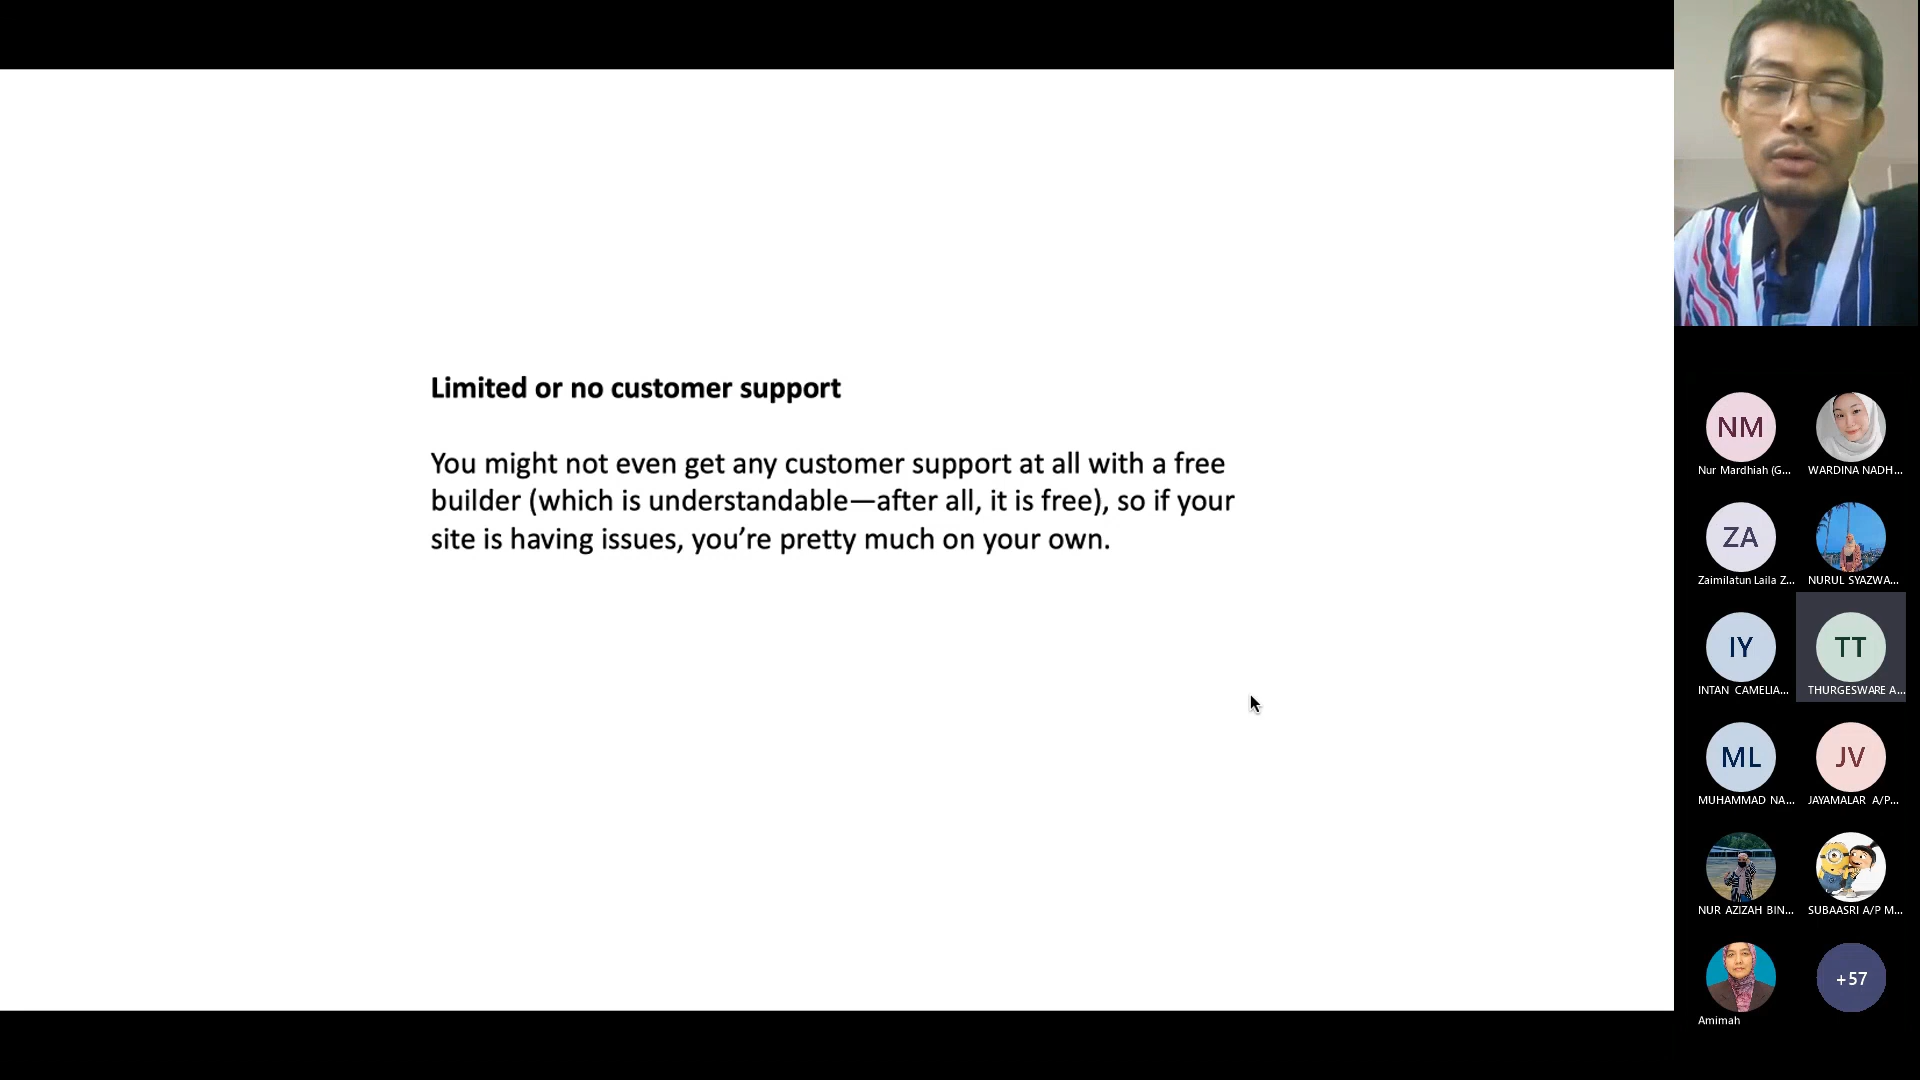 Limited or no customer support
You might not even get any customer support at all with a free
builder (which is understandable—after all, it is free), so if your
site is having issues, you’re pretty much on your own.
NM
Nur Mardhiah (G...
WARDINA NADH...
ZA
Zaimilatun Laila Z...
NURUL SYAZWA...
IY
INTAN CAMELIA...
TT
THURGESWARE A...
ML
MUHAMMAD NA...
JV
JAYAMALAR A/P...
NUR AZIZAH BIN...
SUBAASRI A/P M...
Amimah
+57